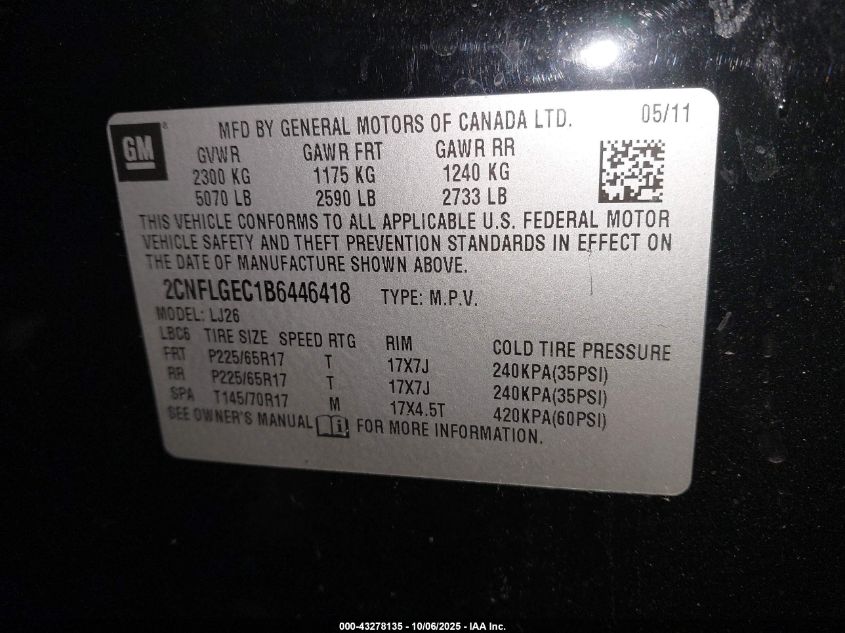 GM ®
MFD BY GENERAL MOTORS OF CANADA LTD. 05/11
GVWR GAWR FRT GAWR RR
2300 KG 1175 KG 1240 KG
5070 LB 2590 LB 2733 LB
THIS VEHICLE CONFORMS TO ALL APPLICABLE U.S. FEDERAL MOTOR
VEHICLE SAFETY AND THEFT PREVENTION STANDARDS IN EFFECT ON
THE DATE OF MANUFACTURE SHOWN ABOVE.
2CNFLGEC1B6446418 TYPE: M.P.V.
MODEL: LJ26
LBC6 TIRE SIZE SPEED RTG RIM COLD TIRE PRESSURE
FRT P225/65R17 T 17X7J 240KPA(35PSI)
RR P225/65R17 T 17X7J 240KPA(35PSI)
SPA T145/70R17 M 17X4.5T 420KPA(60PSI)
SEE OWNER'S MANUAL i FOR MORE INFORMATION.
000-43278135 - 10/06/2025 - IAA Inc.